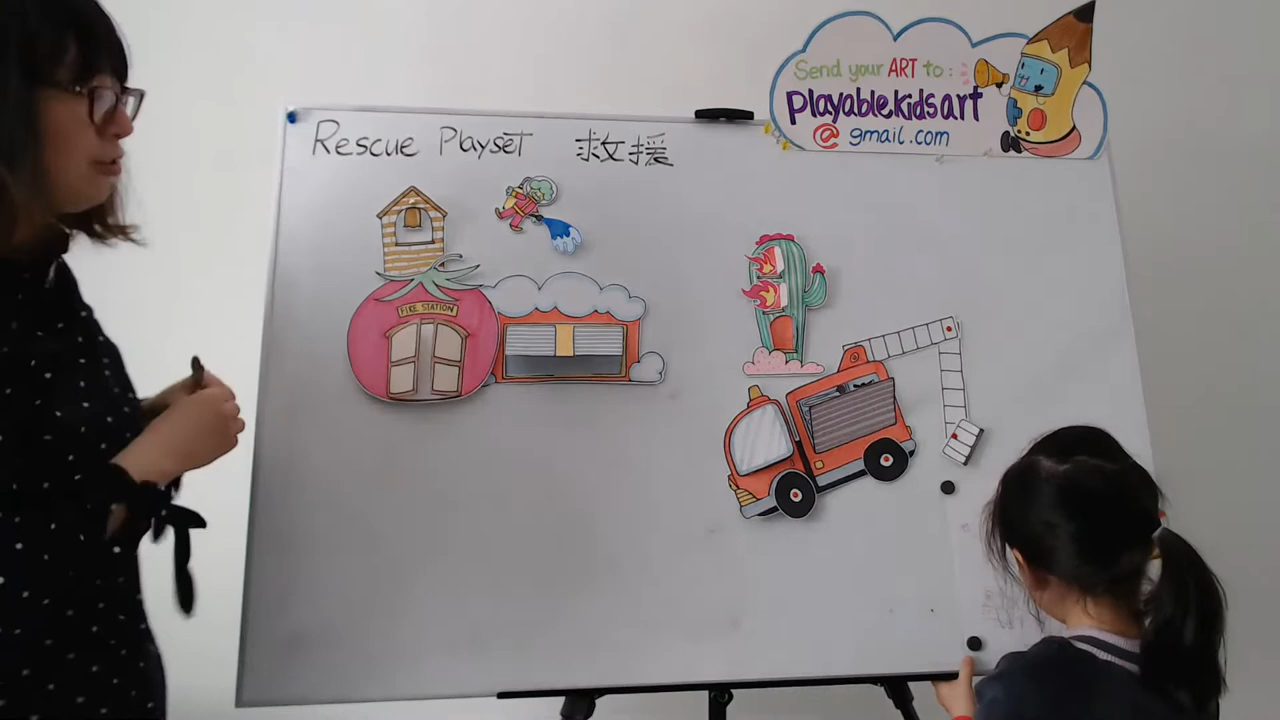 Send your ART to:
playablekidsart
@ gmail.com
Rescue Playset 救援
FIRE STATION